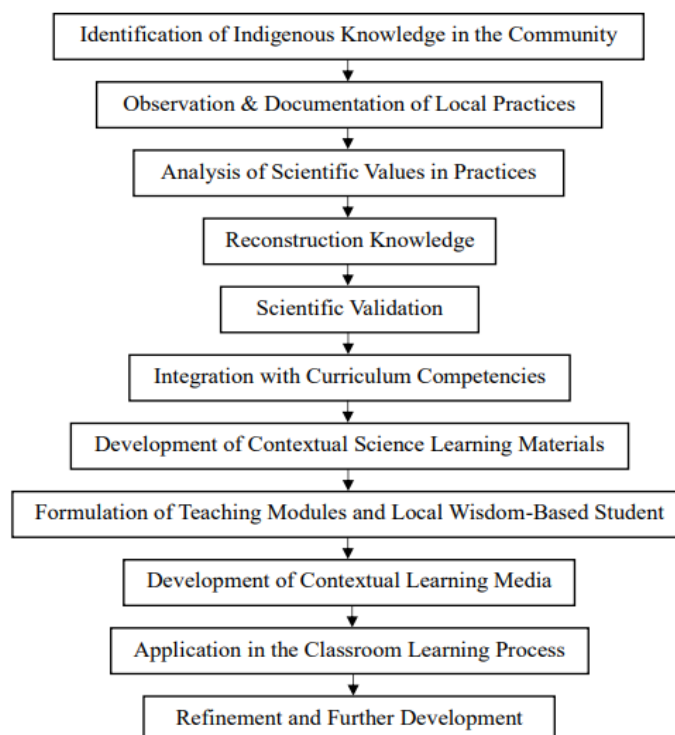 Identification of Indigenous Knowledge in the Community
Observation & Documentation of Local Practices
Analysis of Scientific Values in Practices
Reconstruction Knowledge
Scientific Validation
Integration with Curriculum Competencies
Development of Contextual Science Learning Materials
Formulation of Teaching Modules and Local Wisdom-Based Student
Development of Contextual Learning Media
Application in the Classroom Learning Process
Refinement and Further Development